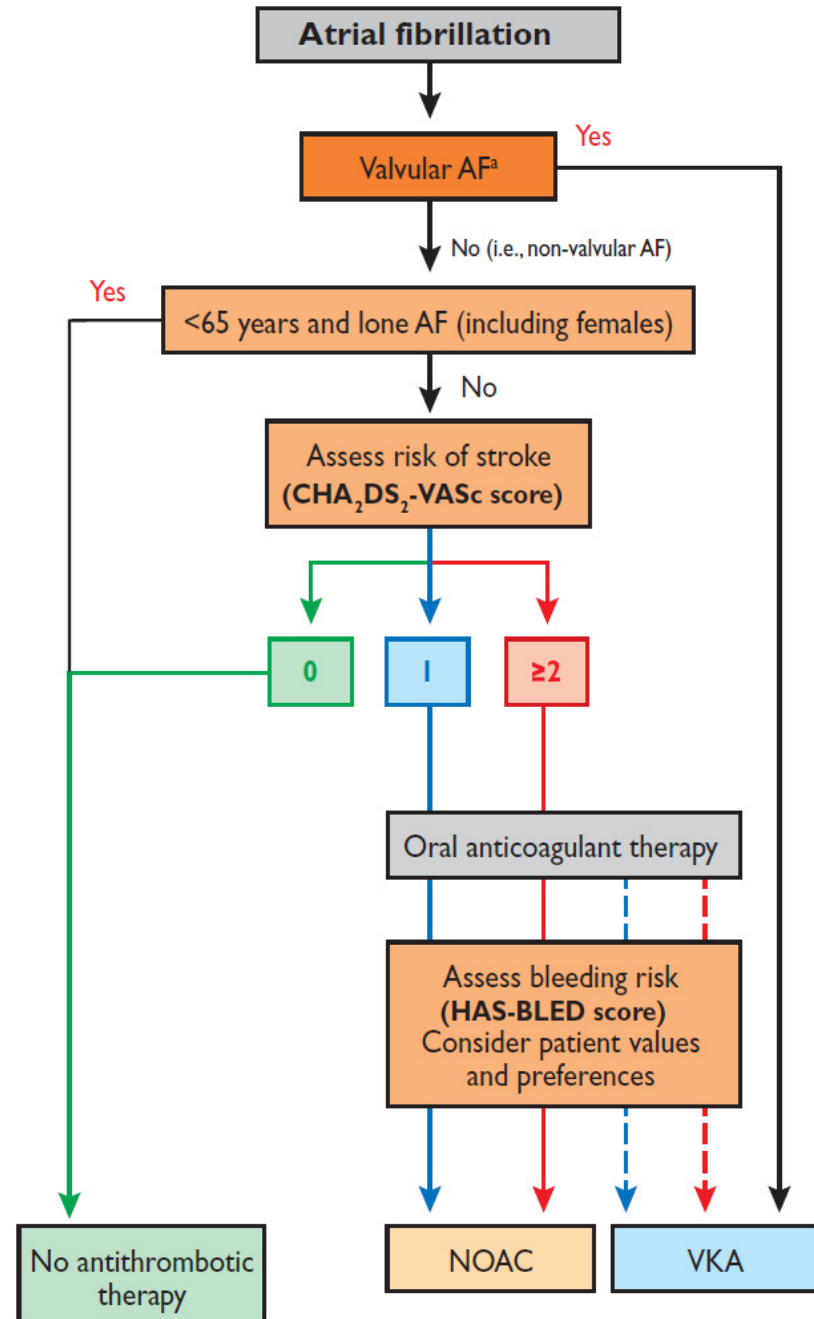 Atrial fibrillation
Yes
Valvular AFᵃ
No (i.e., non-valvular AF)
Yes
<65 years and lone AF (including females)
No
Assess risk of stroke
(CHA₂DS₂-VASc score)
0
1
≥2
Oral anticoagulant therapy
Assess bleeding risk
(HAS-BLED score)
Consider patient values
and preferences
No antithrombotic
therapy
NOAC
VKA